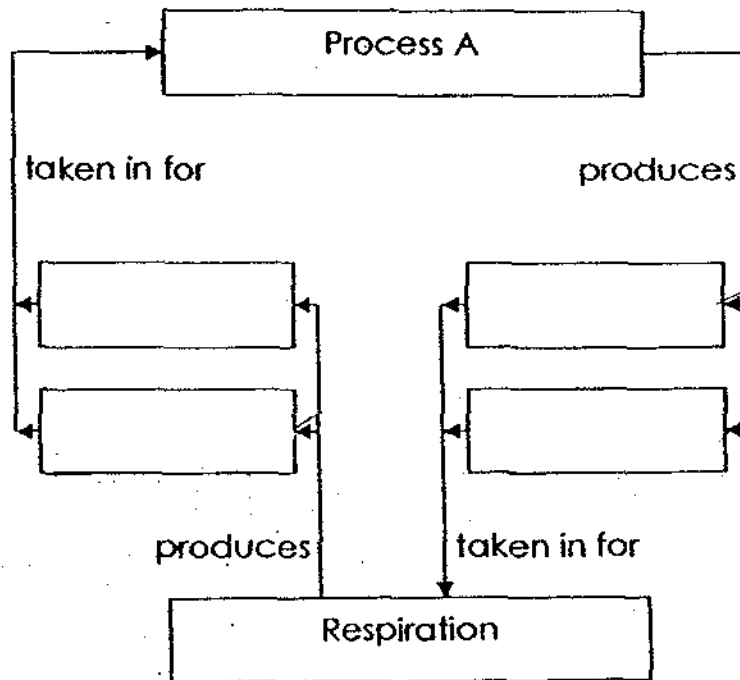 Process A
taken in for
produces
produces
taken in for
Respiration